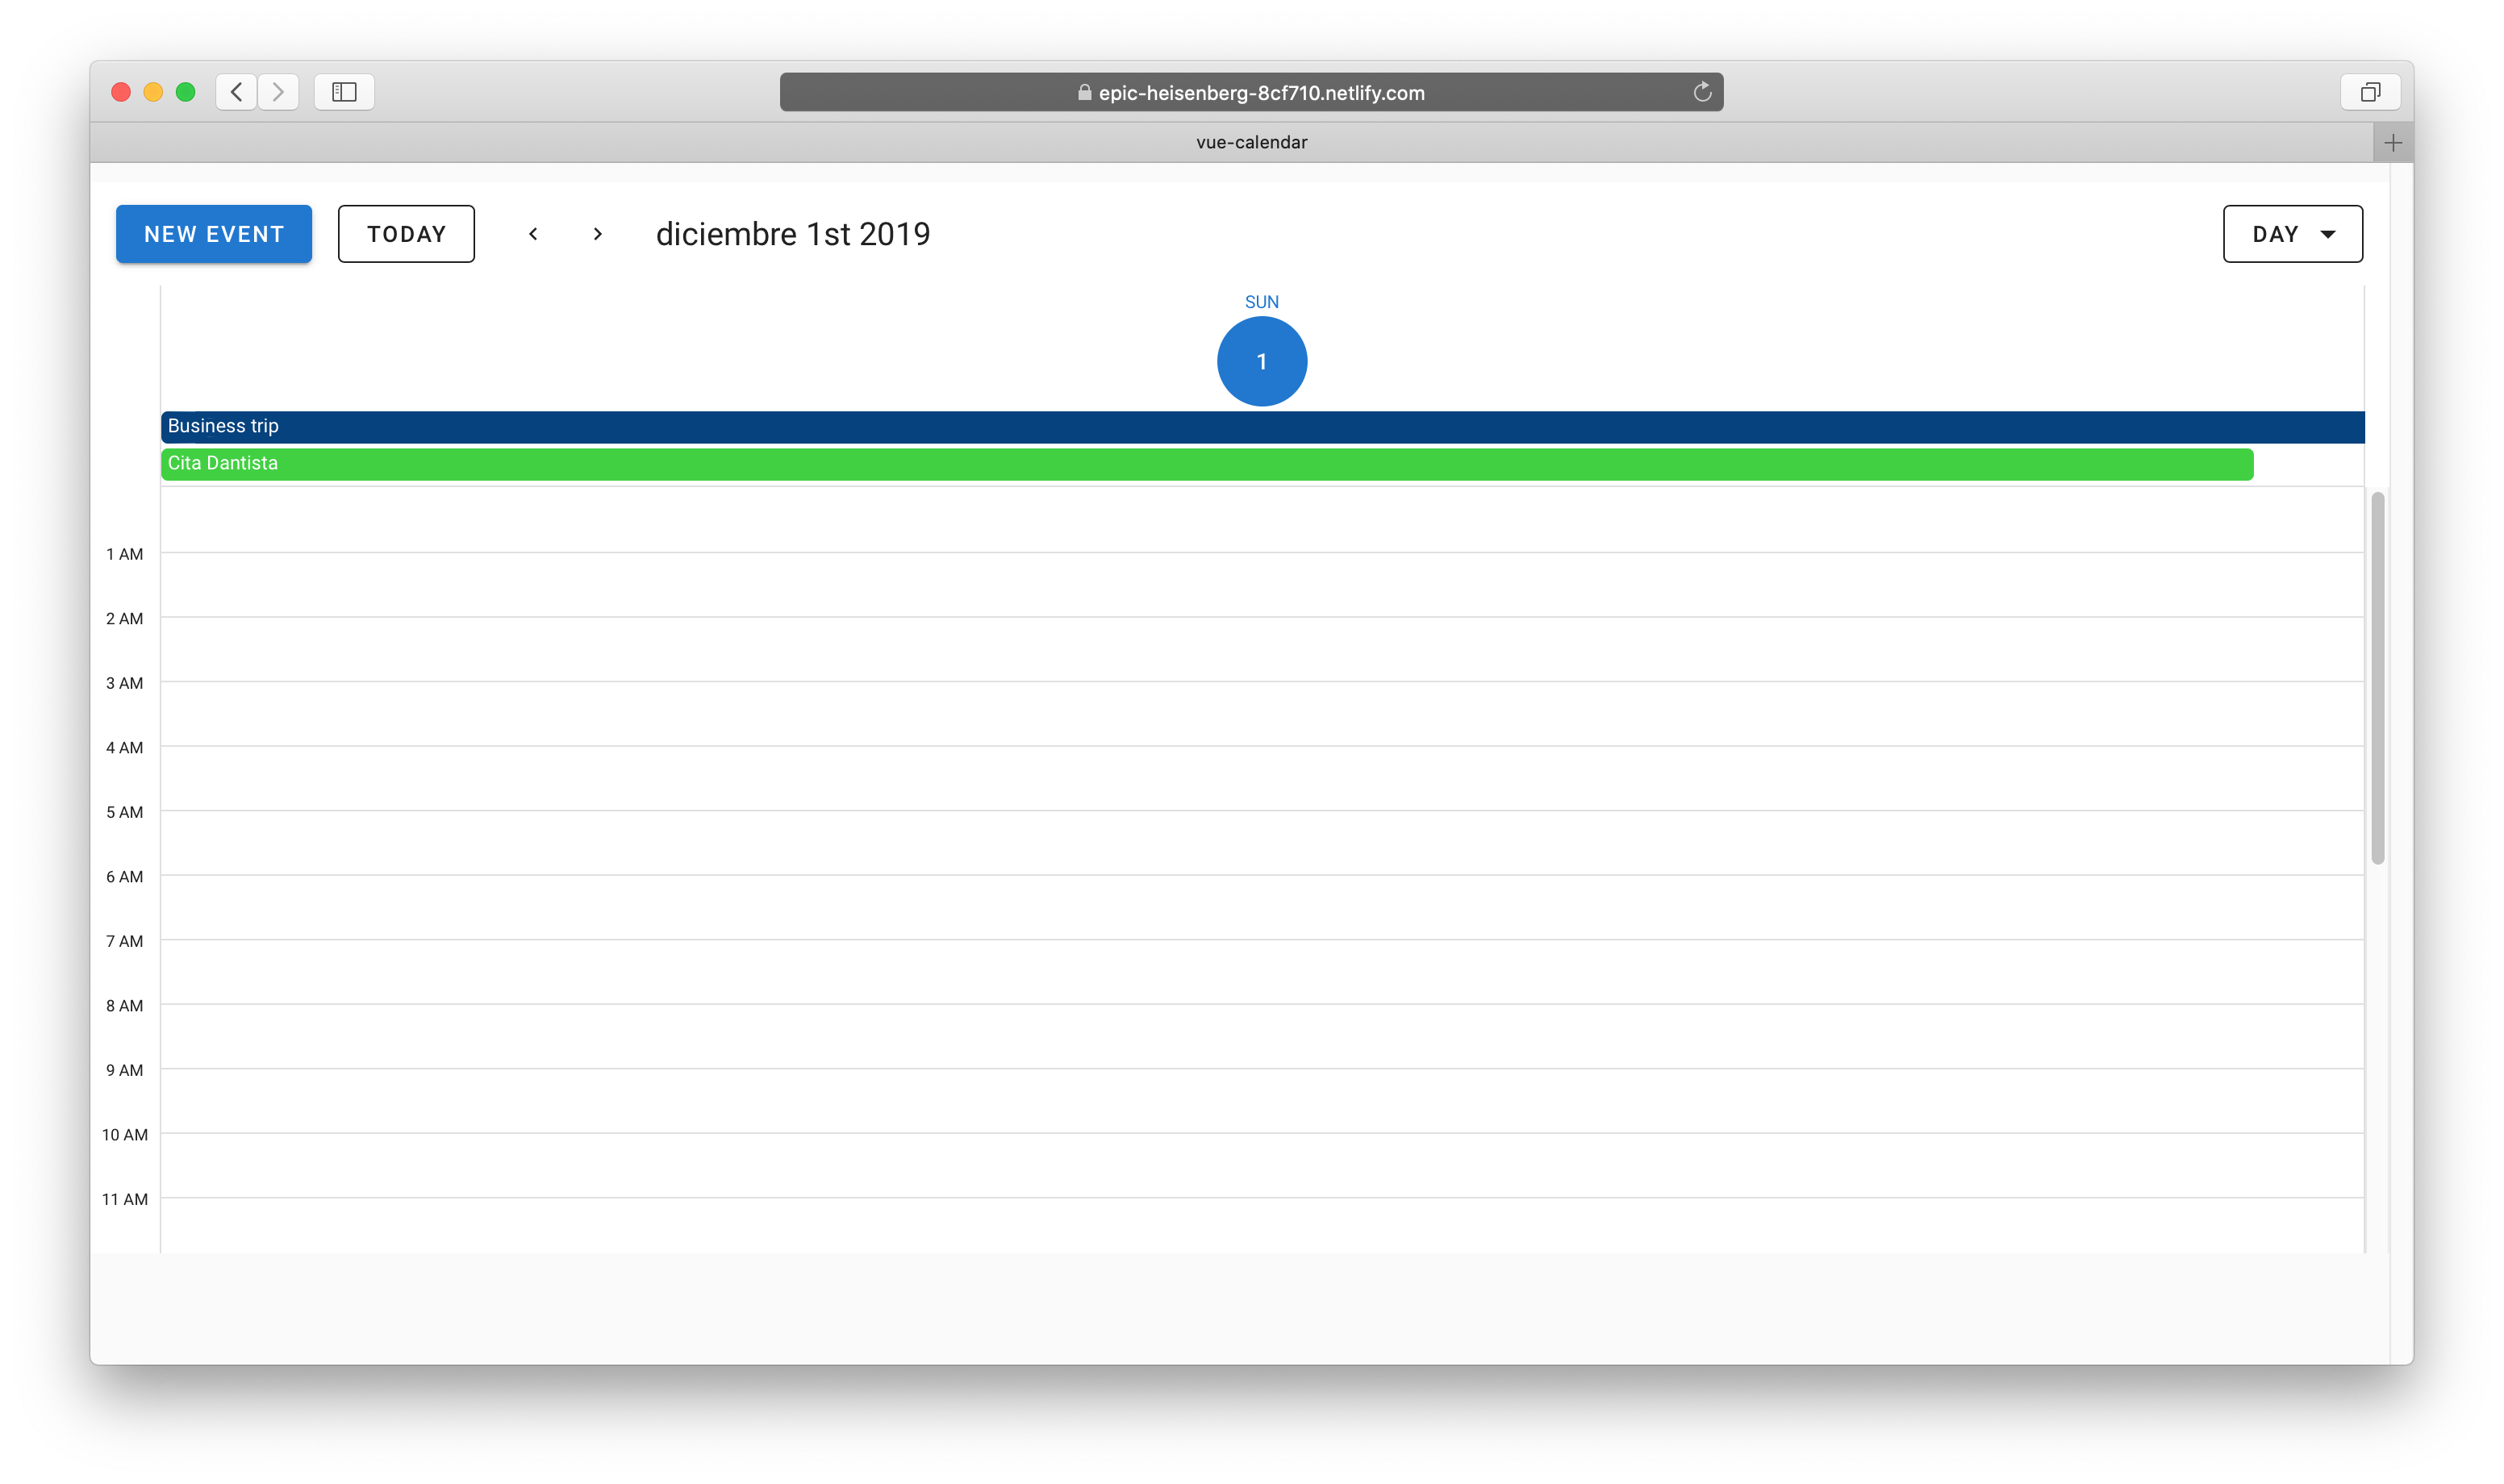 epic-heisenberg-8cf710.netlify.com
vue-calendar
NEW EVENT TODAY diciembre 1st 2019 DAY
SUN
1
Business trip
Cita Dantista
1 AM
2 AM
3 AM
4 AM
5 AM
6 AM
7 AM
8 AM
9 AM
10 AM
11 AM